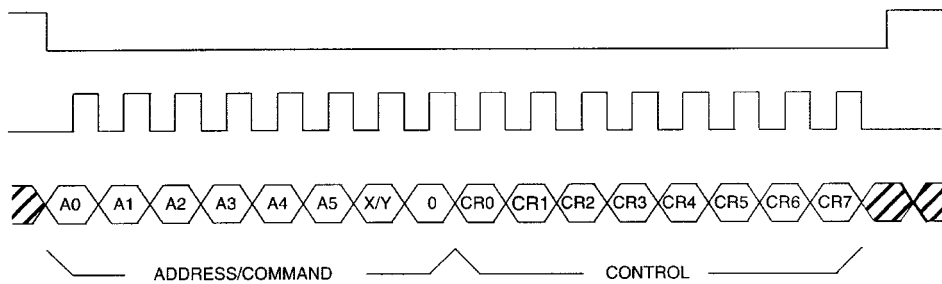 A0 A1 A2 A3 A4 A5 X/Y 0 CR0 CR1 CR2 CR3 CR4 CR5 CR6 CR7
ADDRESS/COMMAND CONTROL